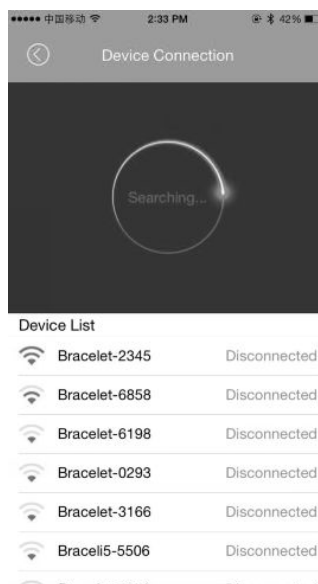 中国移动 2:33 PM 42%
Device Connection
Searching...
Device List
Bracelet-2345 Disconnected
Bracelet-6858 Disconnected
Bracelet-6198 Disconnected
Bracelet-0293 Disconnected
Bracelet-3166 Disconnected
Braceli5-5506 Disconnected